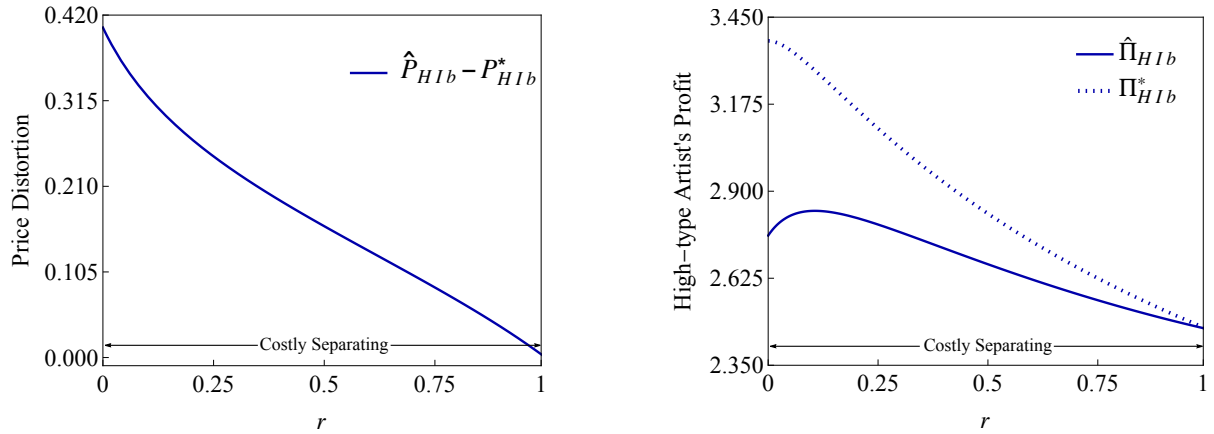 0.420
0.315
0.210
0.105
0.000
Price Distortion
P̂_{HIb} − P*_{HIb}
Costly Separating
0
0.25
0.5
0.75
1
r
3.450
3.175
2.900
2.625
2.350
High-type Artist's Profit
Π̂_{HIb}
Π*_{HIb}
Costly Separating
0
0.25
0.5
0.75
1
r